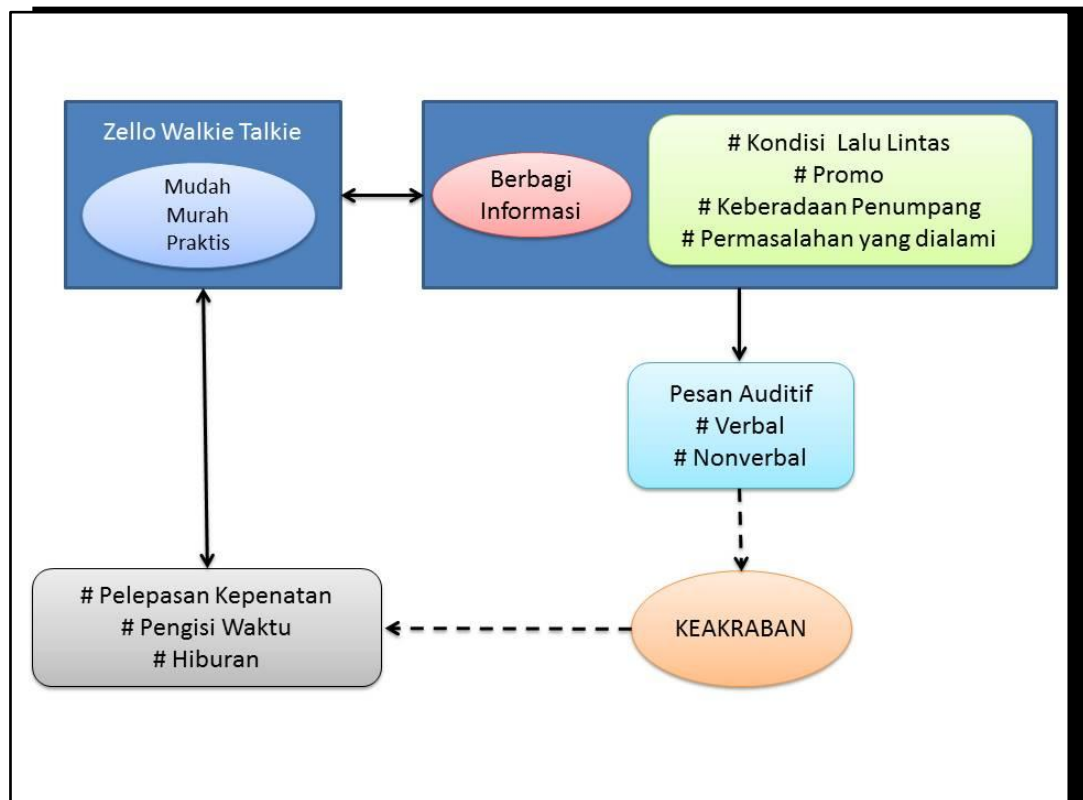 Zello Walkie Talkie
Mudah
Murah
Praktis
Berbagi
Informasi
# Kondisi Lalu Lintas
# Promo
# Keberadaan Penumpang
# Permasalahan yang dialami
Pesan Auditif
# Verbal
# Nonverbal
KEAKRABAN
# Pelepasan Kepenatan
# Pengisi Waktu
# Hiburan